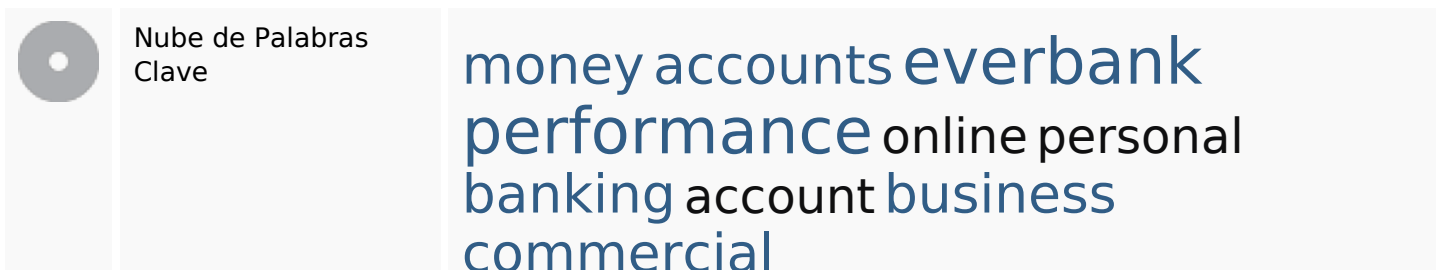 Nube de Palabras
Clave
money accounts everbank
performance online personal
banking account business
commercial